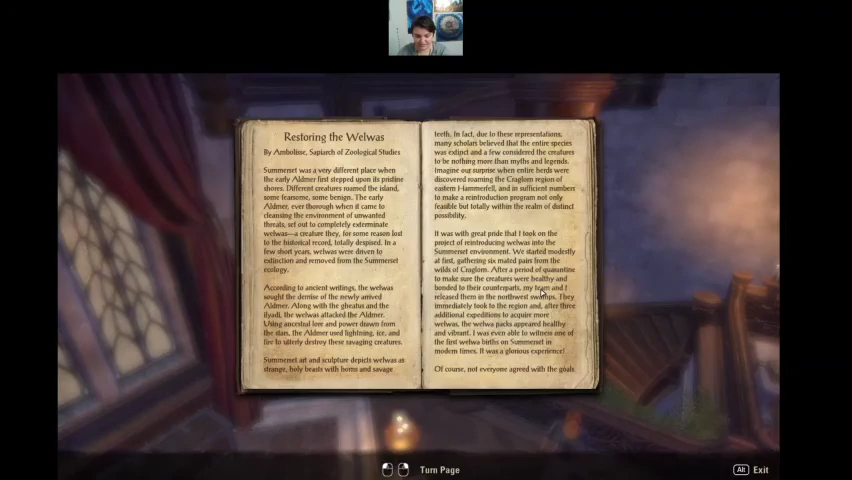 Restoring the Welwas
By Ambolisse, Sapiarch of Zoological Studies
Summerset was a very different place when
the early Aldmer first stepped upon its pristine
shores. Different creatures roamed the island,
some fearsome, some benign. The early
Aldmer, ever thorough when it came to
cleansing the environment of unwanted
threats, set out to completely exterminate
welwas—a creature they, for some reason lost
to the historical record, totally despised. In a
few short years, welwas were driven to
extinction and removed from the Summerset
ecology.
According to ancient writings, the welwas
sought the demise of the newly arrived
Aldmer. Along with the gheatus and the
ilyadi, the welwas attacked the Aldmer.
Using ancestral lore and power drawn from
the stars, the Aldmer used lightning, ice, and
fire to utterly destroy these savaging creatures.
Summerset art and sculpture depicts welwas as
strange, holy beasts with horns and savage
teeth. In fact, due to these representations,
many scholars believed that the entire species
was extinct and a few considered the creatures
to be nothing more than myths and legends.
Imagine our surprise when entire herds were
discovered roaming the Craglorn region of
eastern Hammerfell, and in sufficient numbers
to make a reintroduction program not only
feasible but totally within the realm of distinct
possibility.
It was with great pride that I took on the
project of reintroducing welwas into the
Summerset environment. We started modestly
at first, gathering six mated pairs from the
wilds of Craglorn. After a period of quarantine
to make sure the creatures were healthy and
bonded to their counterparts, my team and I
released them in the northwest swamps. They
immediately took to the region and, after three
additional expeditions to acquire more
welwas, the welwa packs appeared healthy
and vibrant. I was even able to witness one of
the first welwa births on Summerset in
modern times. It was a glorious experience!
Of course, not everyone agreed with the goals
Turn Page
Alt Exit